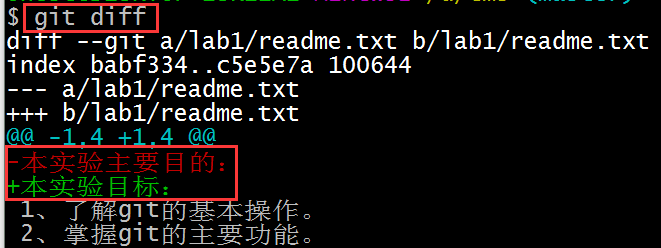 $ git diff
diff --git a/lab1/readme.txt b/lab1/readme.txt
index babf334..c5e5e7a 100644
--- a/lab1/readme.txt
+++ b/lab1/readme.txt
@@ -1,4 +1,4 @@
-本实验主要目的：
+本实验目标：
1、了解git的基本操作。
2、掌握git的主要功能。